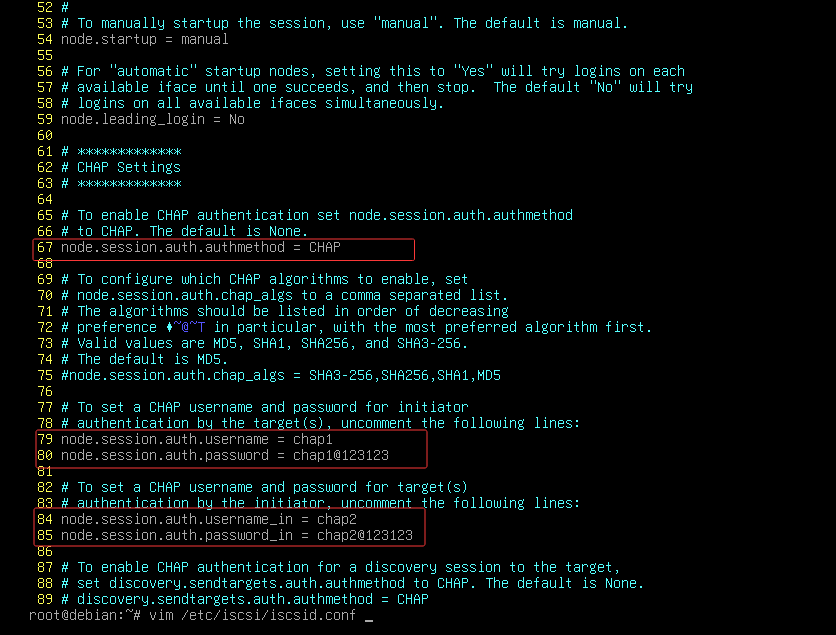 52 #
53 # To manually startup the session, use "manual". The default is manual.
54 node.startup = manual
55
56 # For "automatic" startup nodes, setting this to "Yes" will try logins on each
57 # available iface until one succeeds, and then stop.  The default "No" will try
58 # logins on all available ifaces simultaneously.
59 node.leading_login = No
60
61 # *************
62 # CHAP Settings
63 # *************
64
65 # To enable CHAP authentication set node.session.auth.authmethod
66 # to CHAP. The default is None.
67 node.session.auth.authmethod = CHAP
68
69 # To configure which CHAP algorithms to enable, set
70 # node.session.auth.chap_algs to a comma separated list.
71 # The algorithms should be listed in order of decreasing
72 # preference ♦~@~T in particular, with the most preferred algorithm first.
73 # Valid values are MD5, SHA1, SHA256, and SHA3-256.
74 # The default is MD5.
75 #node.session.auth.chap_algs = SHA3-256,SHA256,SHA1,MD5
76
77 # To set a CHAP username and password for initiator
78 # authentication by the target(s), uncomment the following lines:
79 node.session.auth.username = chap1
80 node.session.auth.password = chap1@123123
81
82 # To set a CHAP username and password for target(s)
83 # authentication by the initiator, uncomment the following lines:
84 node.session.auth.username_in = chap2
85 node.session.auth.password_in = chap2@123123
86
87 # To enable CHAP authentication for a discovery session to the target,
88 # set discovery.sendtargets.auth.authmethod to CHAP. The default is None.
89 # discovery.sendtargets.auth.authmethod = CHAP
root@debian:~# vim /etc/iscsi/iscsid.conf _